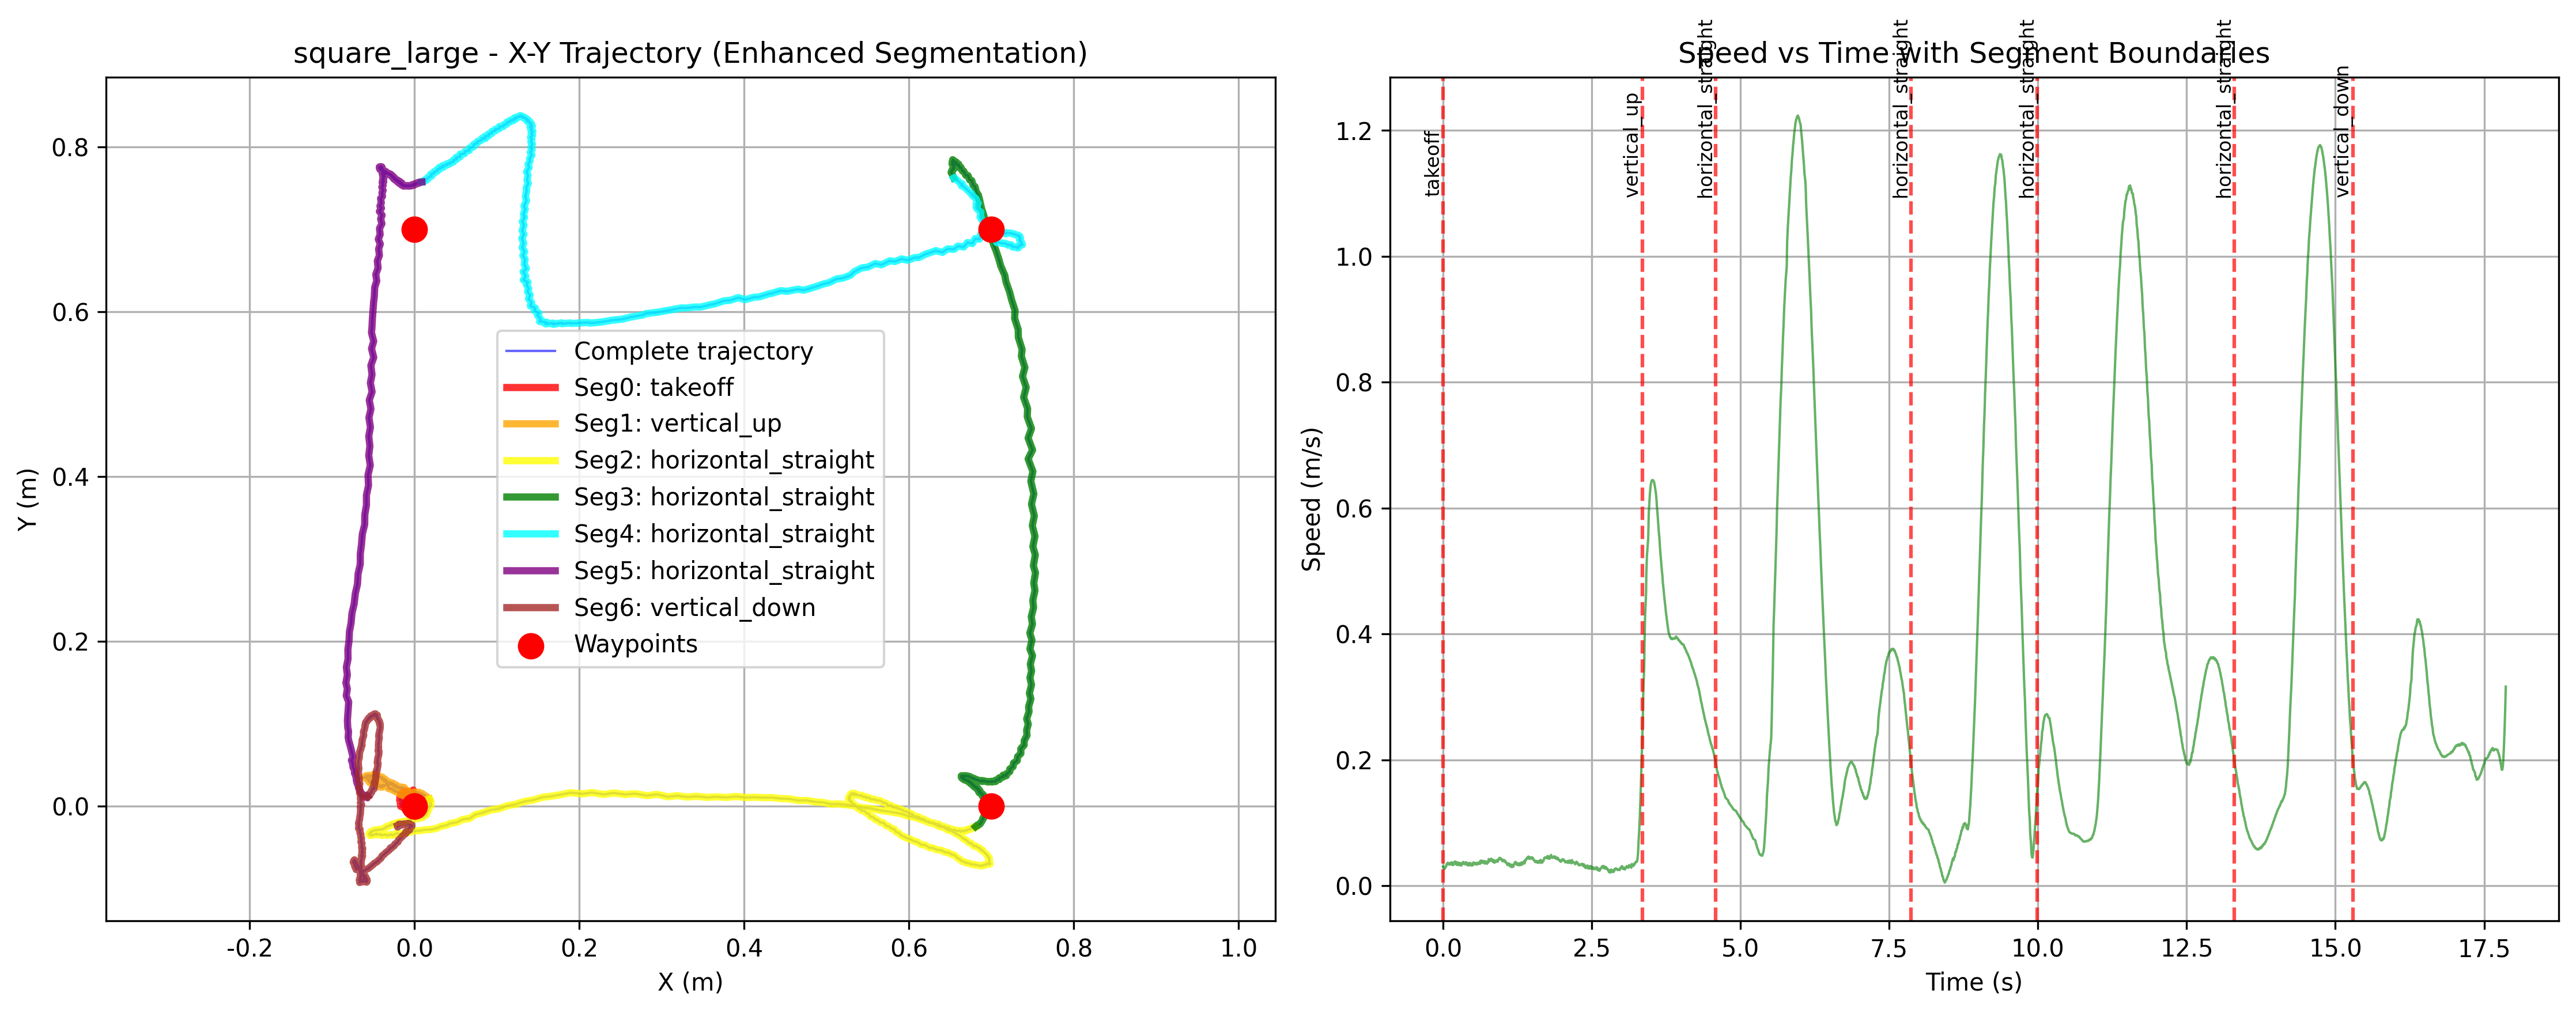 square_large - X-Y Trajectory (Enhanced Segmentation)
Y (m)
0.8
0.6
0.4
0.2
0.0
-0.2
0.0
0.2
0.4
0.6
0.8
1.0
X (m)
Complete trajectory
Seg0: takeoff
Seg1: vertical_up
Seg2: horizontal_straight
Seg3: horizontal_straight
Seg4: horizontal_straight
Seg5: horizontal_straight
Seg6: vertical_down
Waypoints
Speed vs Time with Segment Boundaries
Speed (m/s)
1.2
1.0
0.8
0.6
0.4
0.2
0.0
takeoff
vertical_up
horizontal_straight
horizontal_straight
horizontal_straight
horizontal_straight
vertical_down
0.0
2.5
5.0
7.5
10.0
12.5
15.0
17.5
Time (s)